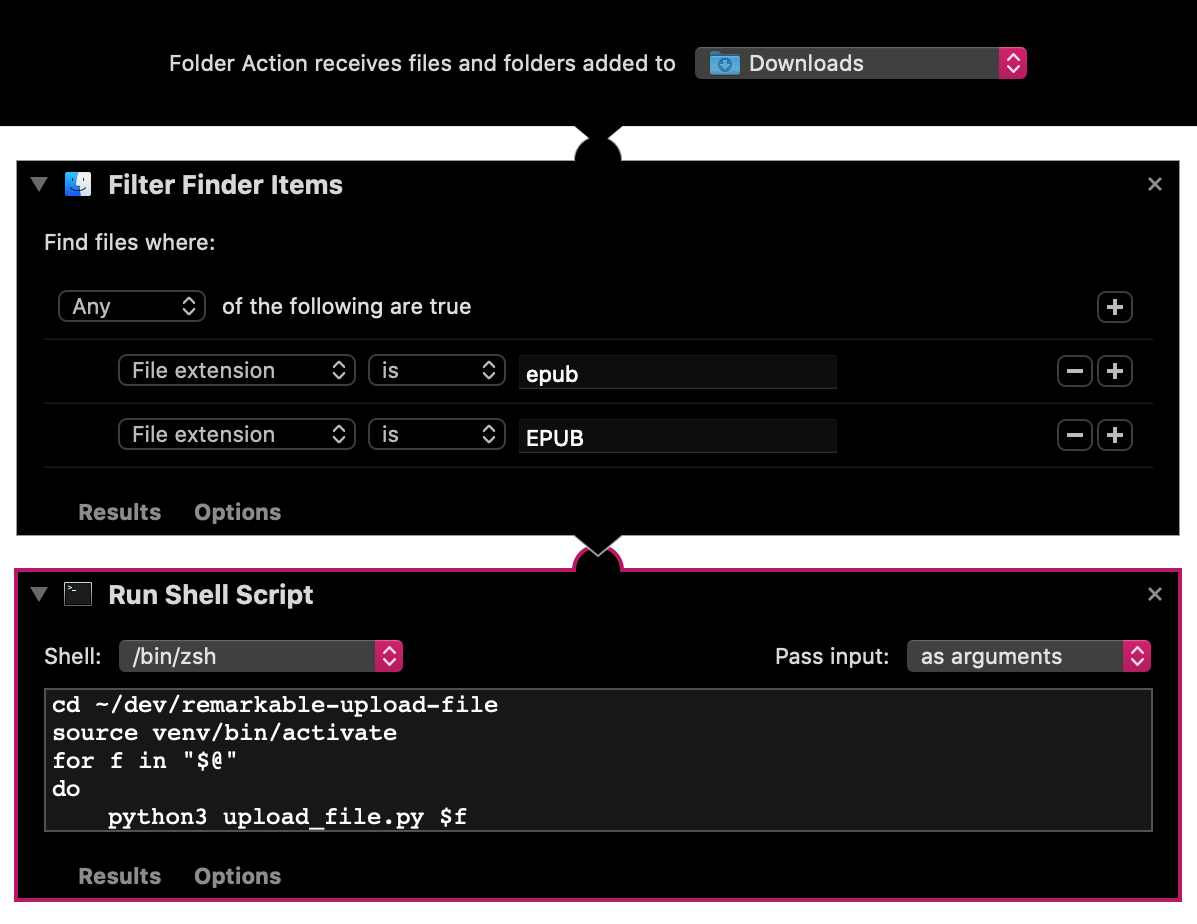 Folder Action receives files and folders added to Downloads
Filter Finder Items
Find files where:
Any of the following are true
File extension is epub
File extension is EPUB
Results Options
Run Shell Script
Shell: /bin/zsh Pass input: as arguments
cd ~/dev/remarkable-upload-file
source venv/bin/activate
for f in "$@"
do
    python3 upload_file.py $f
Results Options